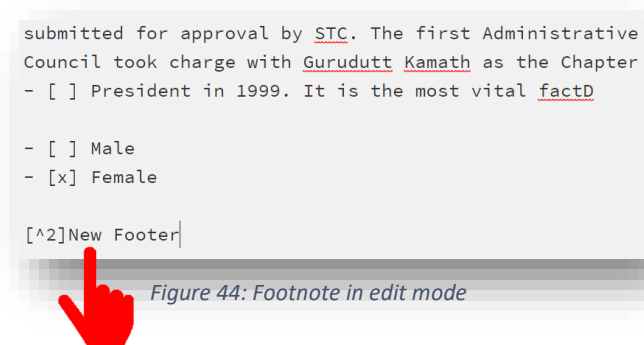 submitted for approval by STC. The first Administrative
Council took charge with Gurudutt Kamath as the Chapter
- [ ] President in 1999. It is the most vital factD
- [ ] Male
- [x] Female
[^2]New Footer
Figure 44: Footnote in edit mode